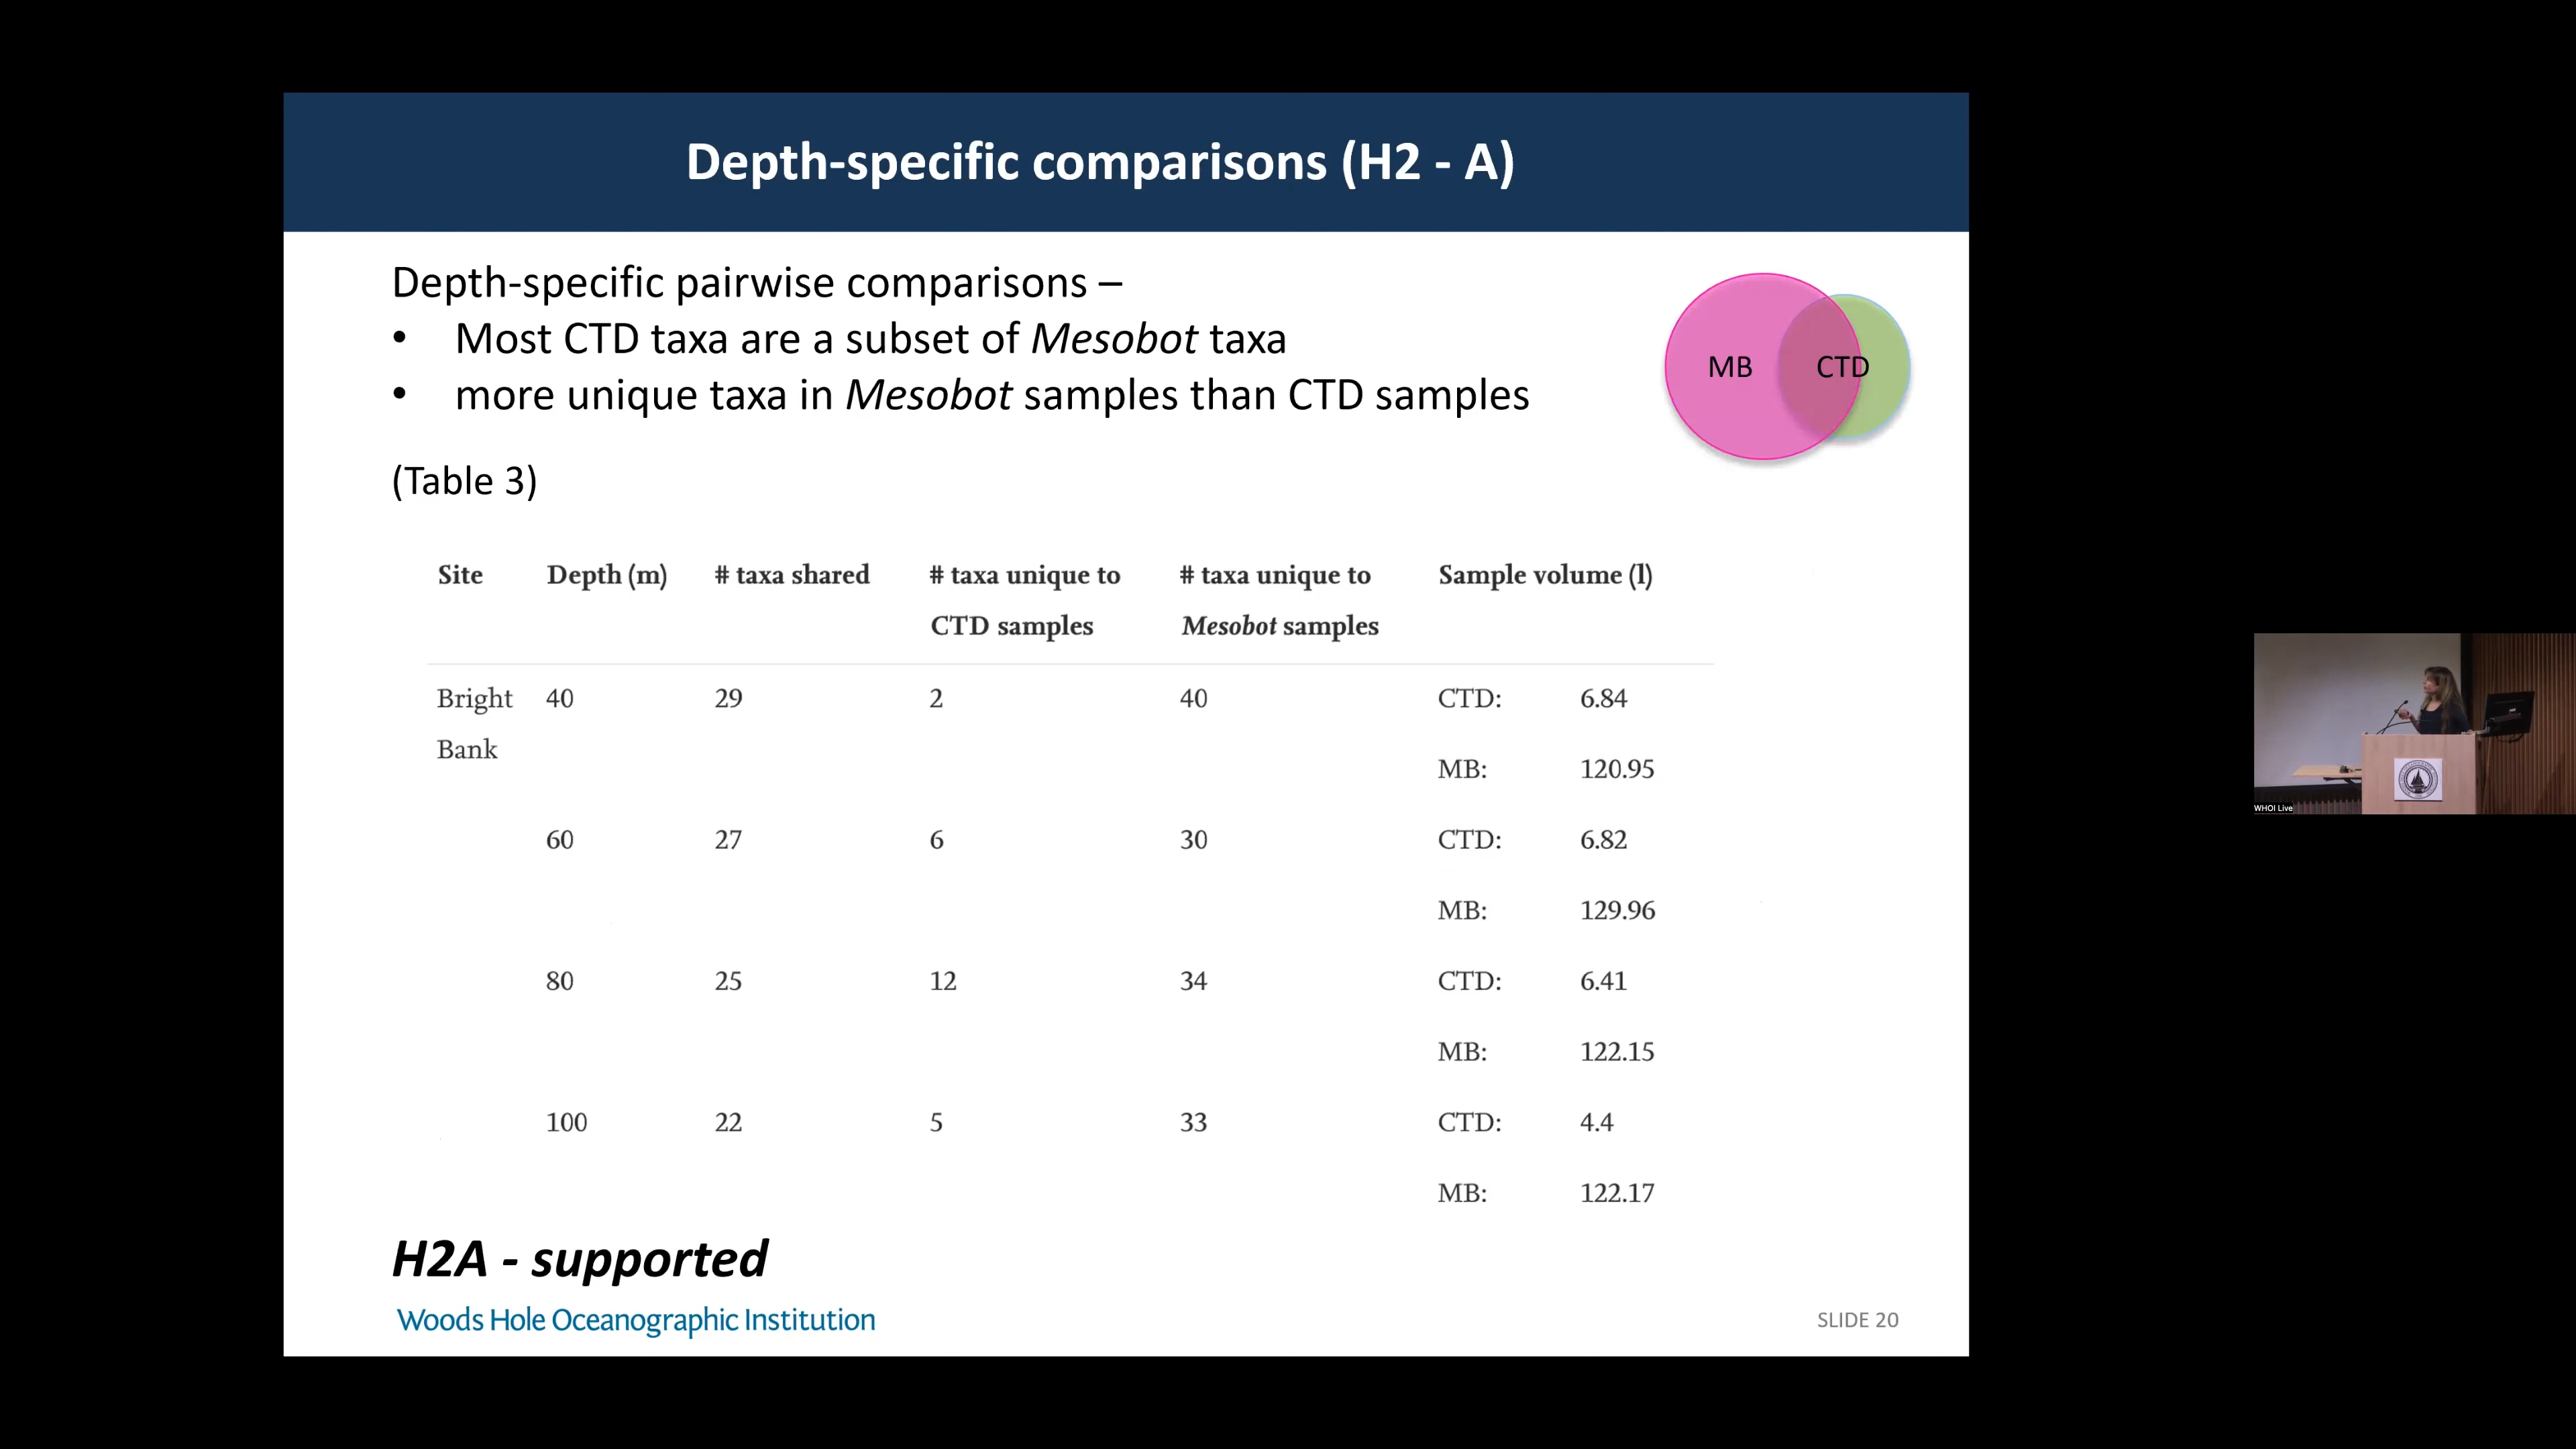 Depth-specific comparisons (H2 - A)
Depth-specific pairwise comparisons –
• Most CTD taxa are a subset of Mesobot taxa
• more unique taxa in Mesobot samples than CTD samples
MB CTD
(Table 3)
Site Depth (m) # taxa shared # taxa unique to # taxa unique to Sample volume (l)
CTD samples Mesobot samples
Bright 40 29 2 40 CTD: 6.84
Bank
MB: 120.95
60 27 6 30 CTD: 6.82
MB: 129.96
80 25 12 34 CTD: 6.41
MB: 122.15
100 22 5 33 CTD: 4.4
MB: 122.17
H2A - supported
Woods Hole Oceanographic Institution
SLIDE 20
WHOI Live